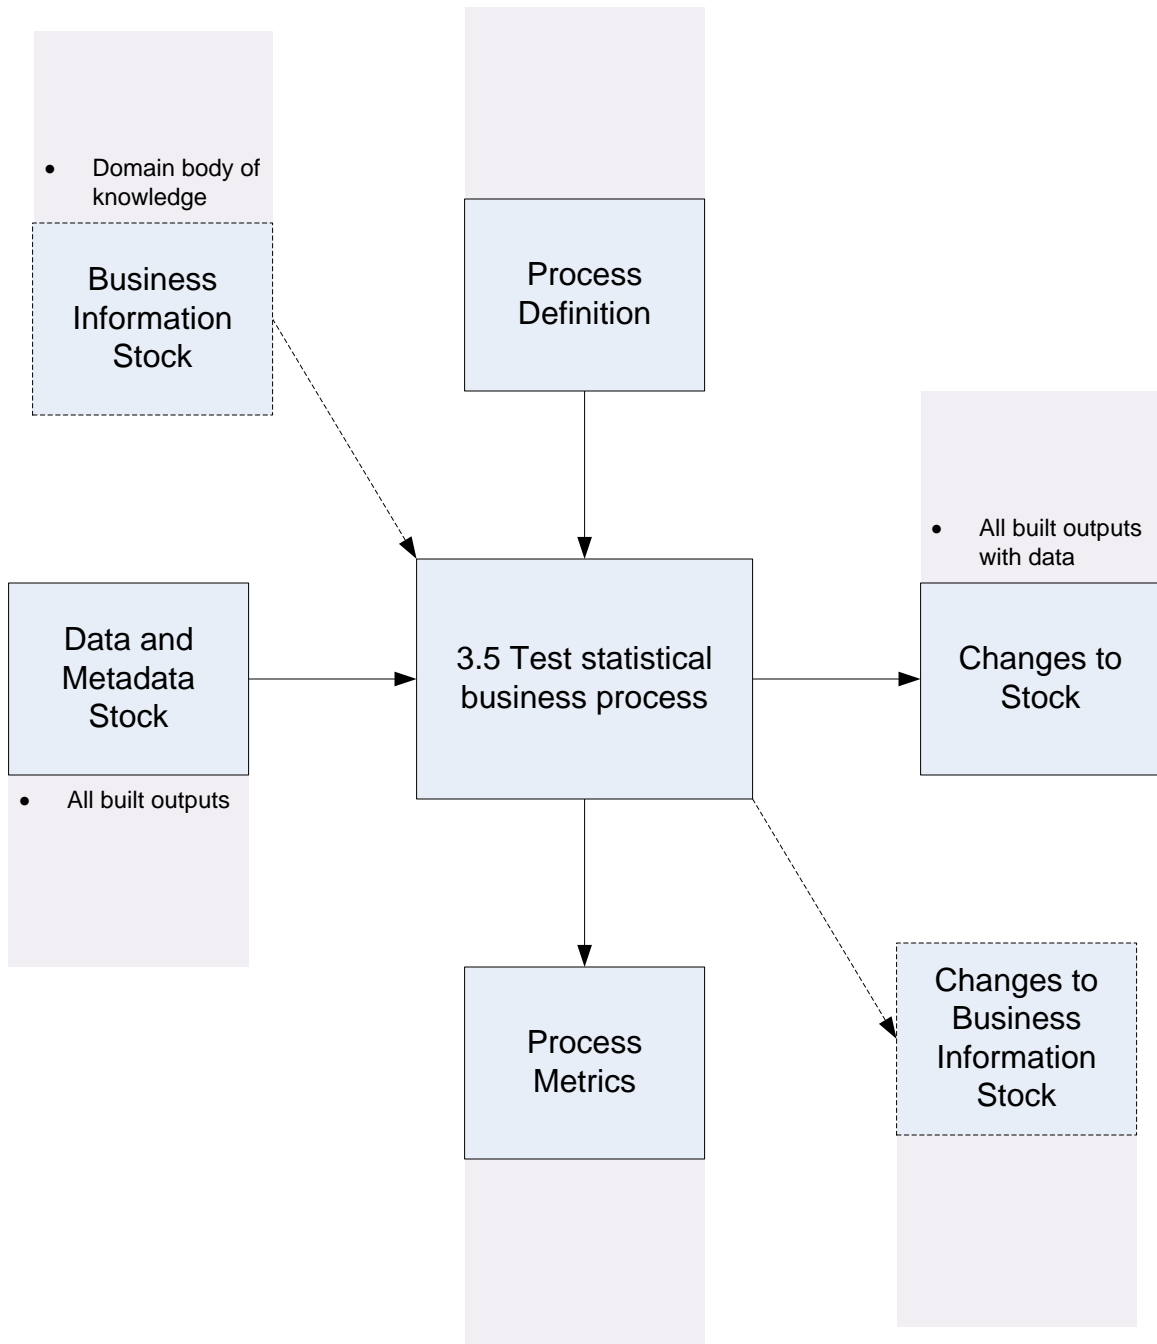 • Domain body of
knowledge
Business
Information
Stock
Process
Definition
• All built outputs
with data
Data and
Metadata
Stock
3.5 Test statistical
business process
Changes to
Stock
• All built outputs
Process
Metrics
Changes to
Business
Information
Stock